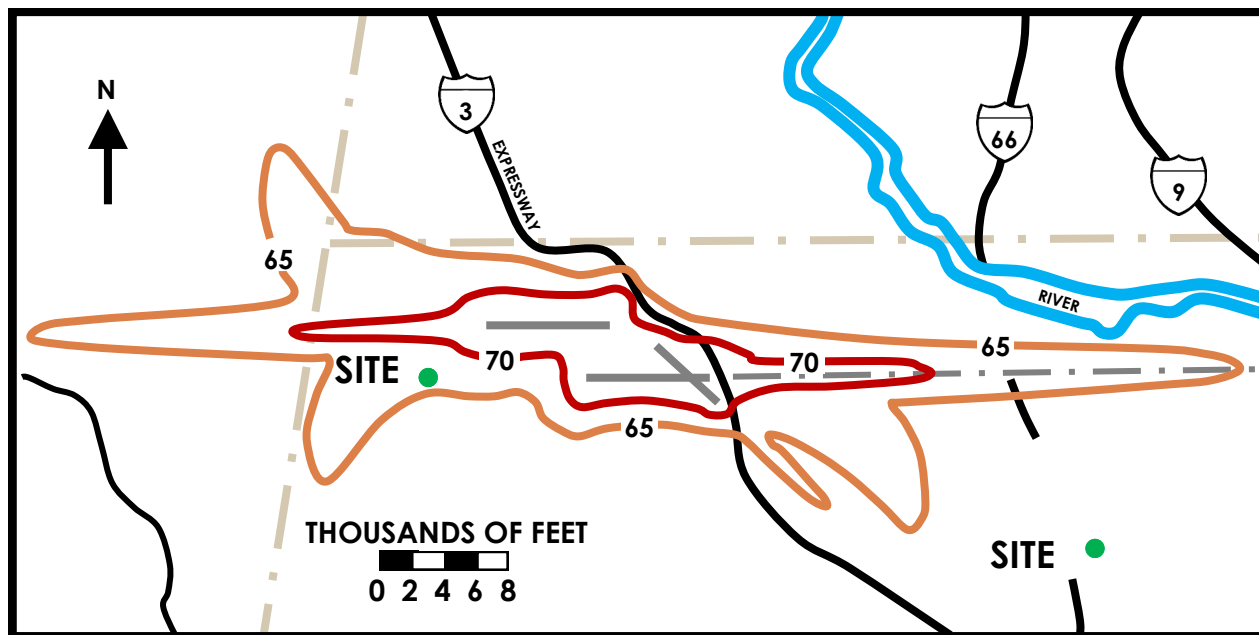 N
3
EXPRESSWAY
66
9
65
RIVER
65
70
70
SITE
65
THOUSANDS OF FEET
0 2 4 6 8
SITE